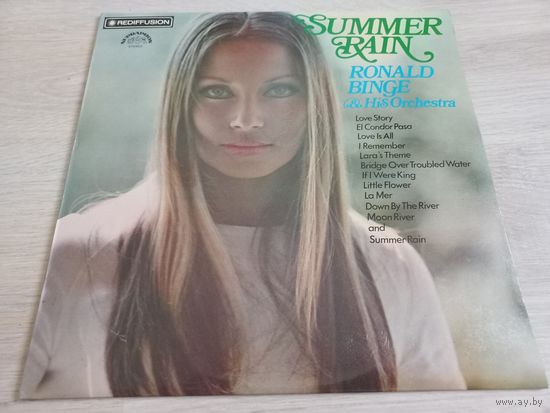 REDIFFUSION
SUPRAPHON
STEREO
SUMMER
RAIN
RONALD
BINGE
& His Orchestra
Love Story
El Condor Pasa
Love Is All
I Remember
Lara's Theme
Bridge Over Troubled Water
If I Were King
Little Flower
La Mer
Down By The River
Moon River
and
Summer Rain
www.ay.by